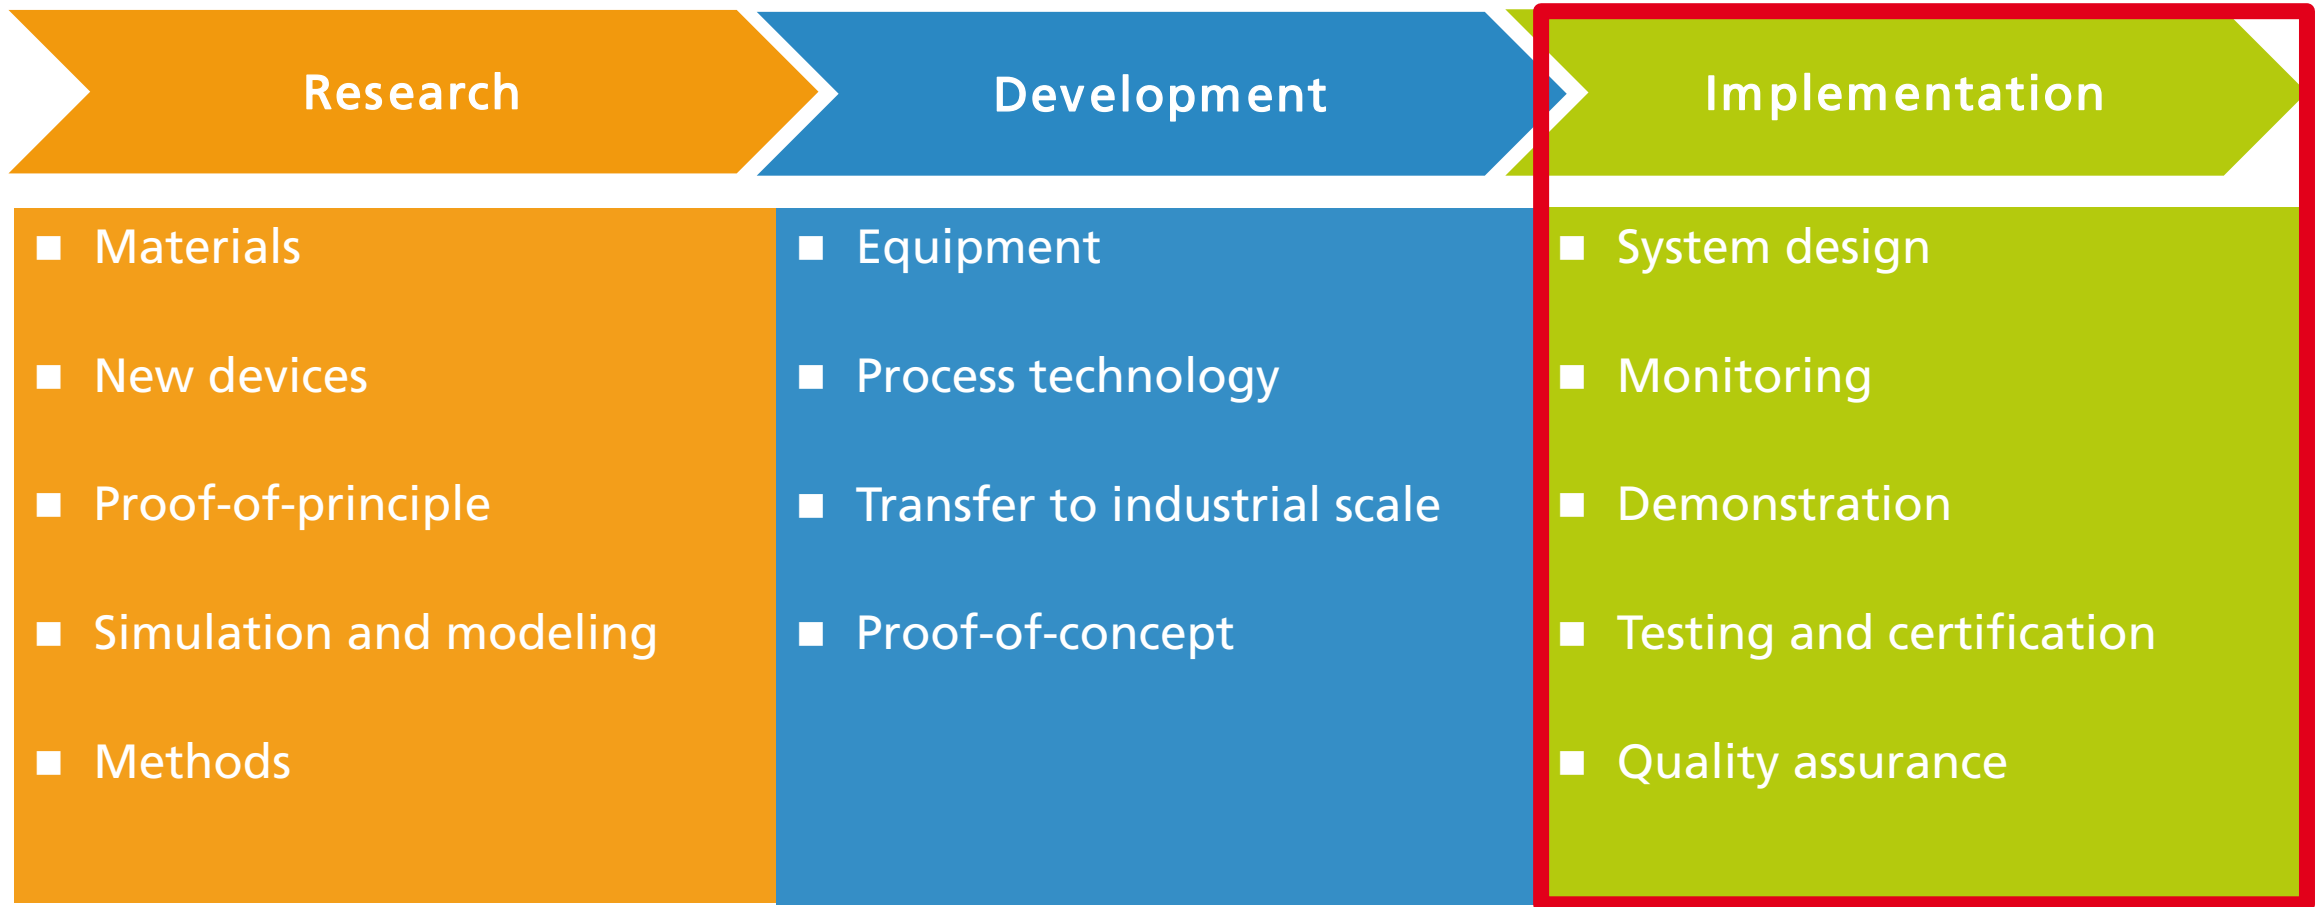 Research
Development
Implementation
Materials
New devices
Proof-of-principle
Simulation and modeling
Methods
Equipment
Process technology
Transfer to industrial scale
Proof-of-concept
System design
Monitoring
Demonstration
Testing and certification
Quality assurance